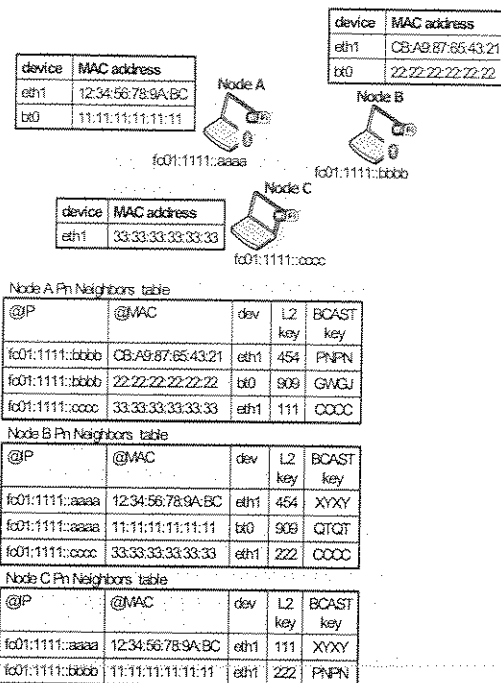 device MAC address
eth1 CB:A9:87:65:43:21
bt0 22:22:22:22:22:22
device MAC address
eth1 12:34:56:78:9A:BC
bt0 11:11:11:11:11:11
Node A
fc01:1111::aaaa
Node B
fc01:1111::bbbb
Node C
fc01:1111::cccc
device MAC address
eth1 33:33:33:33:33:33
Node A Pn Neighbors table
@IP @MAC dev L2 key BCAST key
fc01:1111::bbbb CB:A9:87:65:43:21 eth1 454 PNPN
fc01:1111::bbbb 22:22:22:22:22:22 bt0 909 GWGJ
fc01:1111::cccc 33:33:33:33:33:33 eth1 111 CCCC
Node B Pn Neighbors table
@IP @MAC dev L2 key BCAST key
fc01:1111::aaaa 12:34:56:78:9A:BC eth1 454 XYXY
fc01:1111::aaaa 11:11:11:11:11:11 bt0 909 QTQT
fc01:1111::cccc 33:33:33:33:33:33 eth1 222 CCCC
Node C Pn Neighbors table
@IP @MAC dev L2 key BCAST key
fc01:1111::aaaa 12:34:56:78:9A:BC eth1 111 XYXY
fc01:1111::bbbb 11:11:11:11:11:11 eth1 222 PNPN